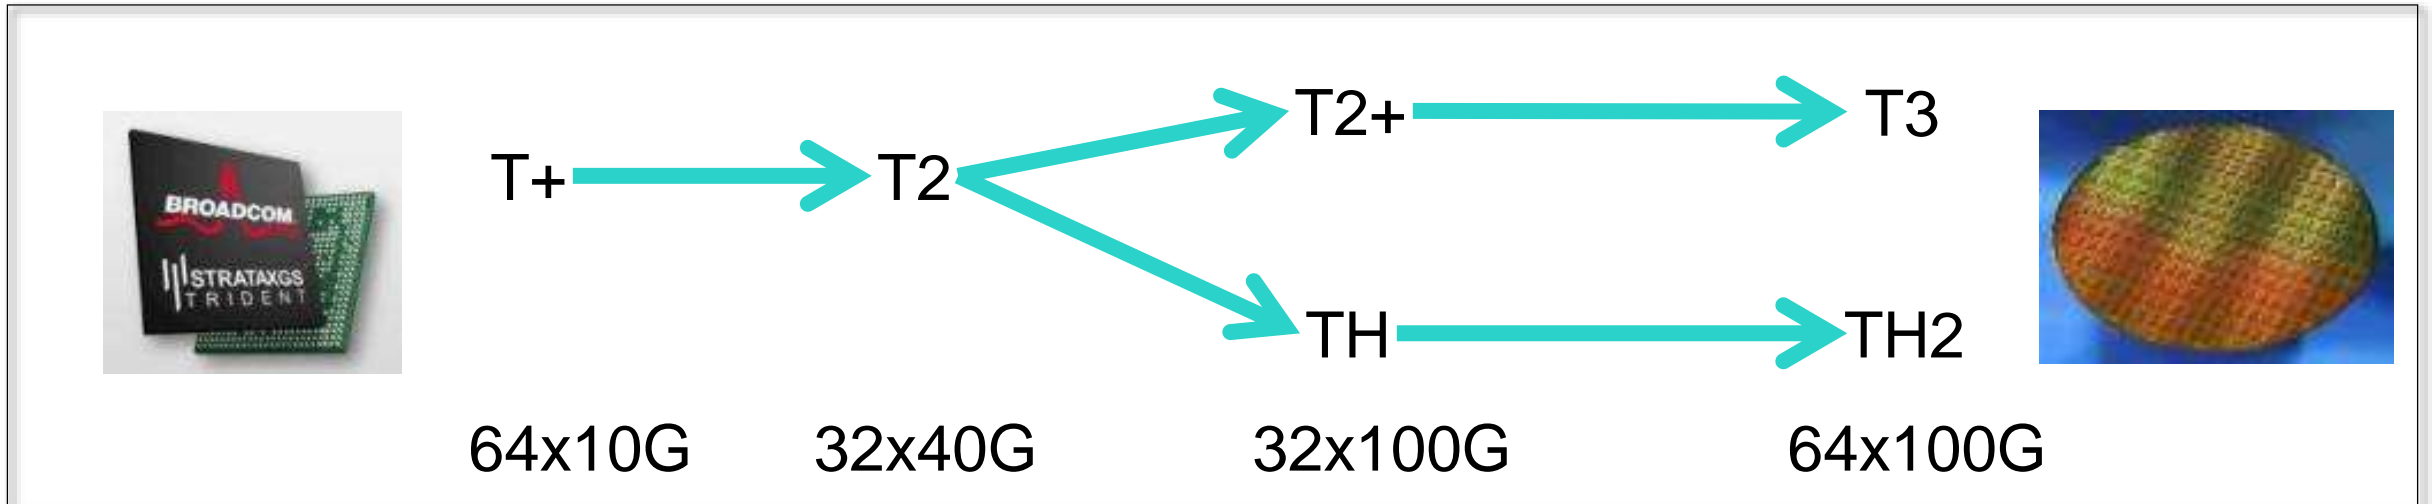 T2+ T3
T+ T2
BROADCOM
STRATAXGS
TRIDENT
TH TH2
64x10G 32x40G 32x100G 64x100G